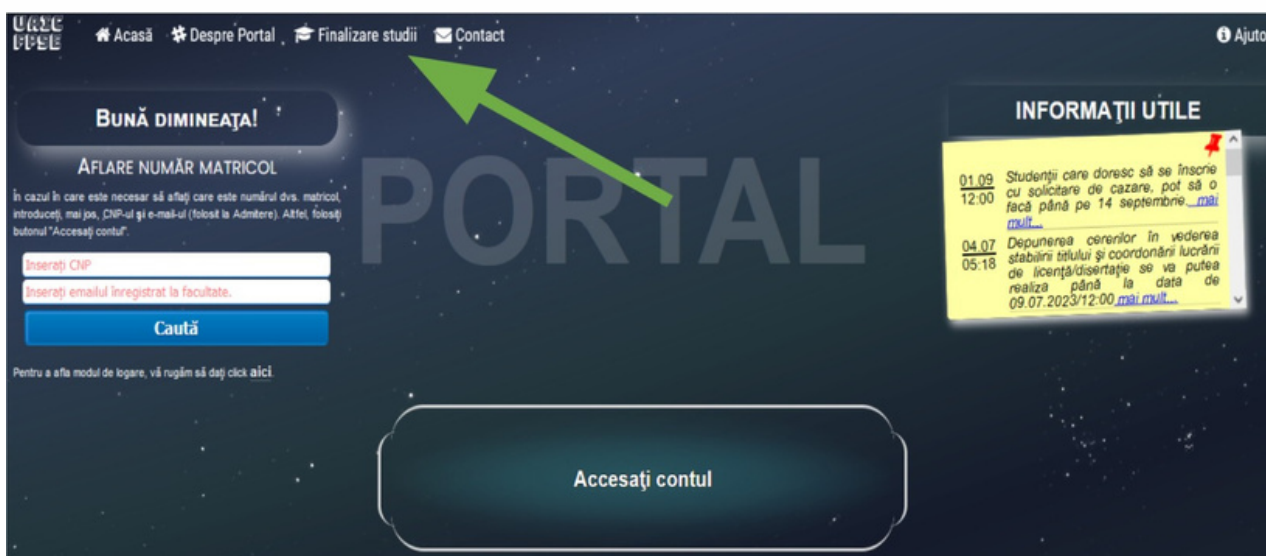 UAIC
FPSE
Acasă
Despre Portal
Finalizare studii
Contact
Ajuto
BUNĂ DIMINEAŢA!
AFLARE NUMĂR MATRICOL
În cazul în care este necesar să aflaţi care este numărul dvs. matricol,
introduceţi, mai jos, CNP-ul şi e-mail-ul (folosit la Admitere). Altfel, folosiţi
butonul "Accesaţi contul".
Inseraţi CNP
Inseraţi emailul înregistrat la facultate.
Caută
Pentru a afla modul de logare, vă rugăm să daţi click aici.
PORTAL
INFORMAŢII UTILE
01.09
12:00
Studenţii care doresc să se înscrie
cu solicitare de cazare, pot să o
facă până pe 14 septembrie. mai
mult...
04.07
05:18
Depunerea cererilor în vederea
stabilirii titlului şi coordonării lucrării
de licenţă/disertaţie se va putea
realiza până la data de
09.07.2023/12:00 mai mult...
Accesaţi contul